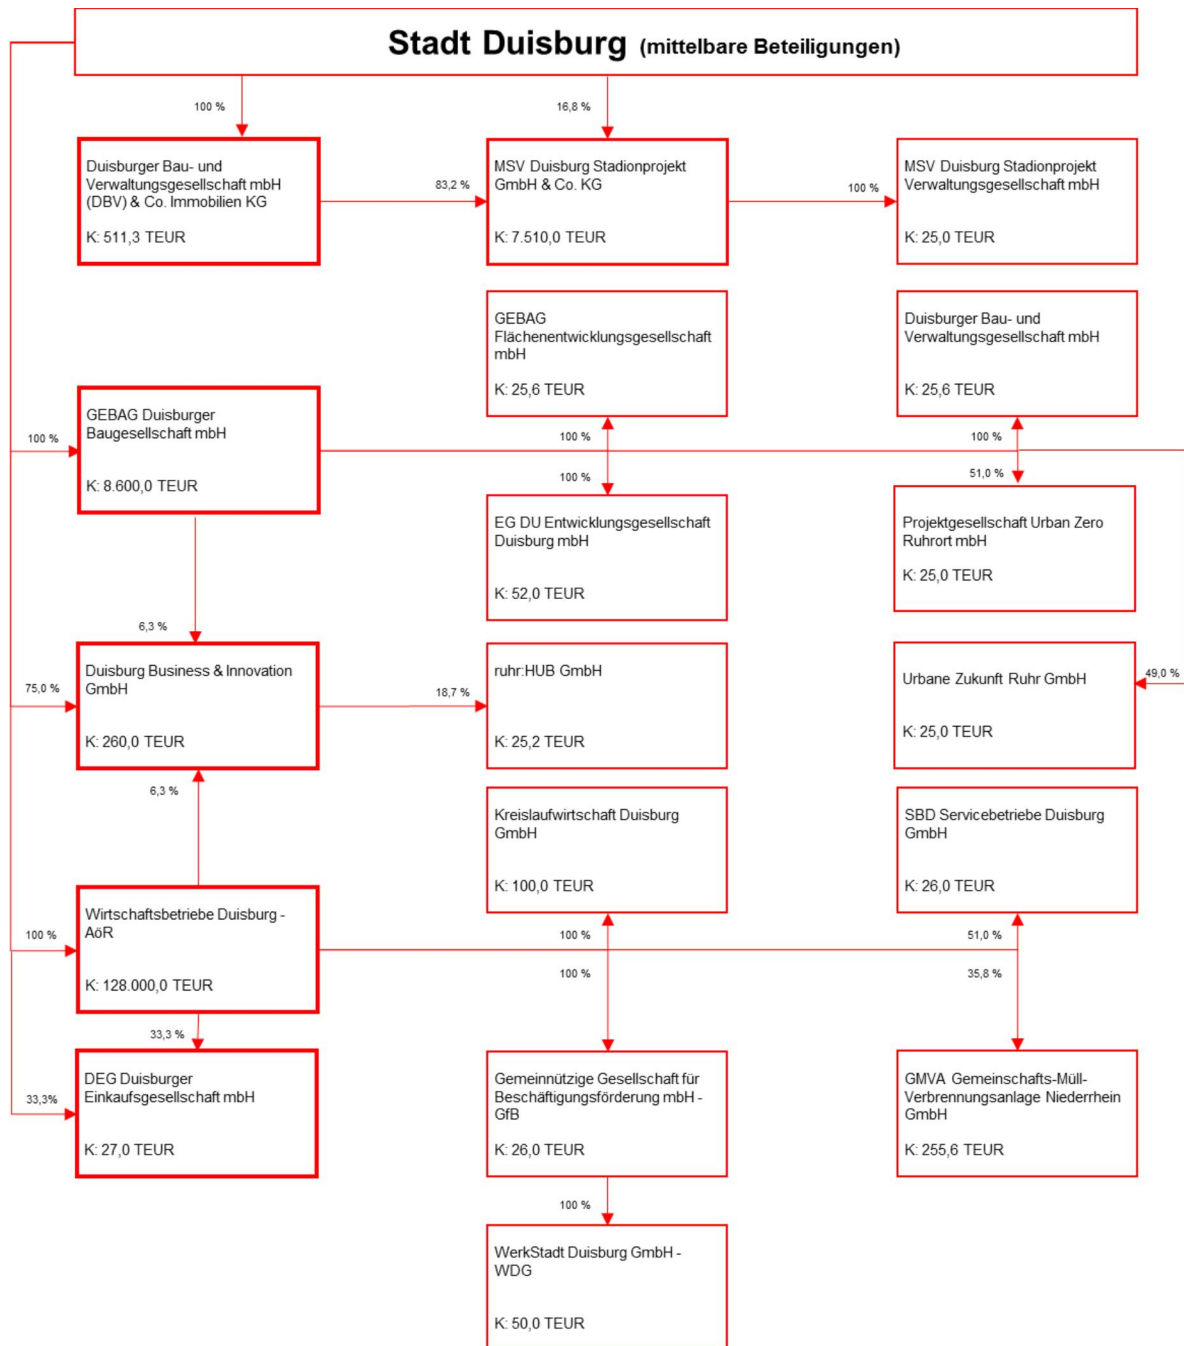 Stadt Duisburg (mittelbare Beteiligungen)
100 %
16,8 %
Duisburger Bau- und
Verwaltungsgesellschaft mbH
(DBV) & Co. Immobilien KG
K: 511,3 TEUR
83,2 %
MSV Duisburg Stadionprojekt
GmbH & Co. KG
K: 7.510,0 TEUR
100 %
MSV Duisburg Stadionprojekt
Verwaltungsgesellschaft mbH
K: 25,0 TEUR
GEBAG
Flächenentwicklungsgesellschaft
mbH
K: 25,6 TEUR
Duisburger Bau- und
Verwaltungsgesellschaft mbH
K: 25,6 TEUR
100 %
GEBAG Duisburger
Baugesellschaft mbH
K: 8.600,0 TEUR
100 %
100 %
100 %
51,0 %
EG DU Entwicklungsgesellschaft
Duisburg mbH
K: 52,0 TEUR
Projektgesellschaft Urban Zero
Ruhrort mbH
K: 25,0 TEUR
6,3 %
75,0 %
Duisburg Business & Innovation
GmbH
K: 260,0 TEUR
18,7 %
ruhr:HUB GmbH
K: 25,2 TEUR
Urbane Zukunft Ruhr GmbH
K: 25,0 TEUR
49,0 %
6,3 %
Kreislaufwirtschaft Duisburg
GmbH
K: 100,0 TEUR
SBD Servicebetriebe Duisburg
GmbH
K: 26,0 TEUR
100 %
Wirtschaftsbetriebe Duisburg -
AöR
K: 128.000,0 TEUR
100 %
51,0 %
100 %
35,8 %
33,3 %
33,3%
DEG Duisburger
Einkaufsgesellschaft mbH
K: 27,0 TEUR
Gemeinnützige Gesellschaft für
Beschäftigungsförderung mbH -
GfB
K: 26,0 TEUR
GMVA Gemeinschafts-Müll-
Verbrennungsanlage Niederrhein
GmbH
K: 255,6 TEUR
100 %
WerkStadt Duisburg GmbH -
WDG
K: 50,0 TEUR